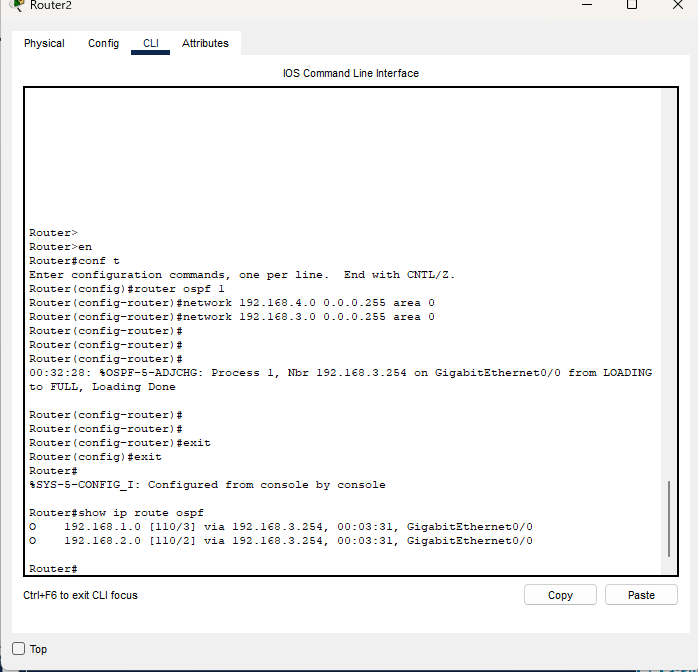 Router2
Physical Config CLI Attributes
IOS Command Line Interface
Router>
Router>en
Router#conf t
Enter configuration commands, one per line.  End with CNTL/Z.
Router(config)#router ospf 1
Router(config-router)#network 192.168.4.0 0.0.0.255 area 0
Router(config-router)#network 192.168.3.0 0.0.0.255 area 0
Router(config-router)#
Router(config-router)#
Router(config-router)#
00:32:28: %OSPF-5-ADJCHG: Process 1, Nbr 192.168.3.254 on GigabitEthernet0/0 from LOADING
to FULL, Loading Done
Router(config-router)#
Router(config-router)#
Router(config-router)#exit
Router(config)#exit
Router#
%SYS-5-CONFIG_I: Configured from console by console
Router#show ip route ospf
O    192.168.1.0 [110/3] via 192.168.3.254, 00:03:31, GigabitEthernet0/0
O    192.168.2.0 [110/2] via 192.168.3.254, 00:03:31, GigabitEthernet0/0
Router#
Ctrl+F6 to exit CLI focus
Copy
Paste
Top